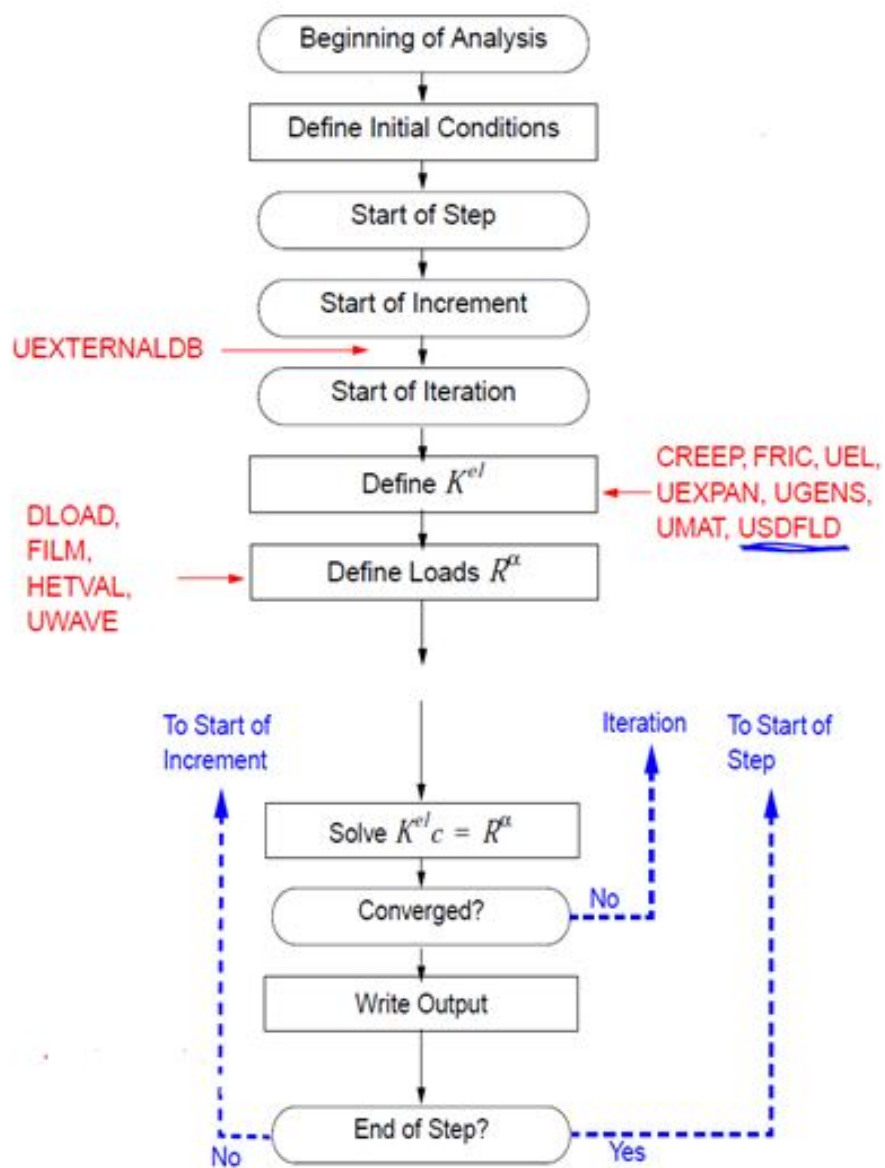 Beginning of Analysis
Define Initial Conditions
Start of Step
Start of Increment
UEXTERNALDB
Start of Iteration
Define K^el
CREEP, FRIC, UEL,
UEXPAN, UGENS,
UMAT, USDFLD
DLOAD,
FILM,
HETVAL,
UWAVE
Define Loads R^α
To Start of
Increment
Iteration
To Start of
Step
Solve K^el c = R^α
Converged?
No
Write Output
End of Step?
No
Yes